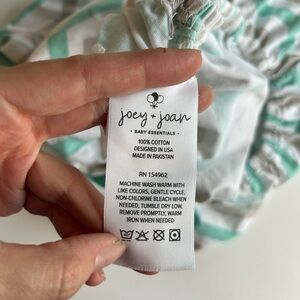 joey + joan
• BABY ESSENTIALS •
100% COTTON
DESIGNED IN USA
MADE IN PAKISTAN
RN 154962
MACHINE WASH WARM WITH
LIKE COLORS, GENTLE CYCLE,
NON-CHLORINE BLEACH WHEN
NEEDED, TUMBLE DRY LOW,
REMOVE PROMPTLY, WARM
IRON WHEN NEEDED